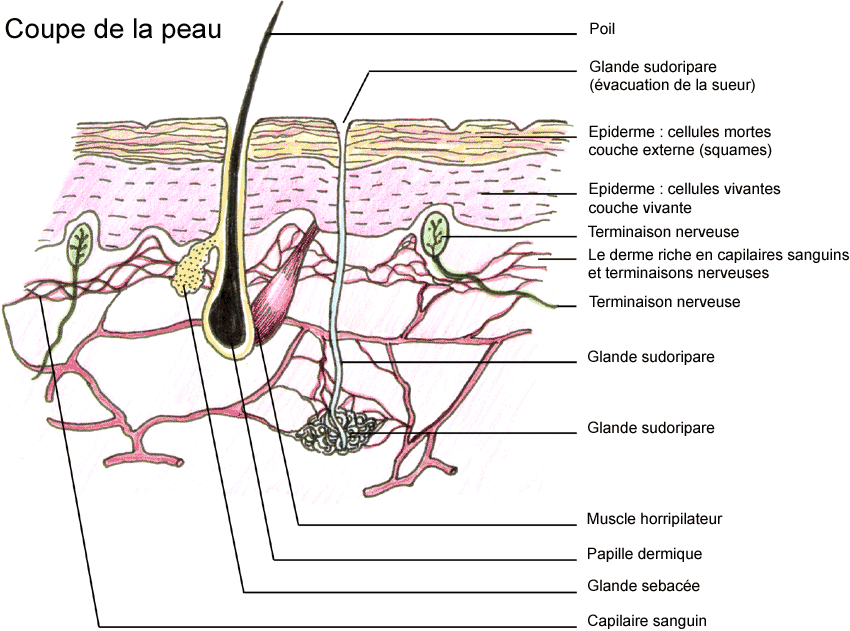 Coupe de la peau
Poil
Glande sudoripare
(évacuation de la sueur)
Epiderme : cellules mortes
couche externe (squames)
Epiderme : cellules vivantes
couche vivante
Terminaison nerveuse
Le derme riche en capilaires sanguins
et terminaisons nerveuses
Terminaison nerveuse
Glande sudoripare
Glande sudoripare
Muscle horripilateur
Papille dermique
Glande sebacée
Capilaire sanguin